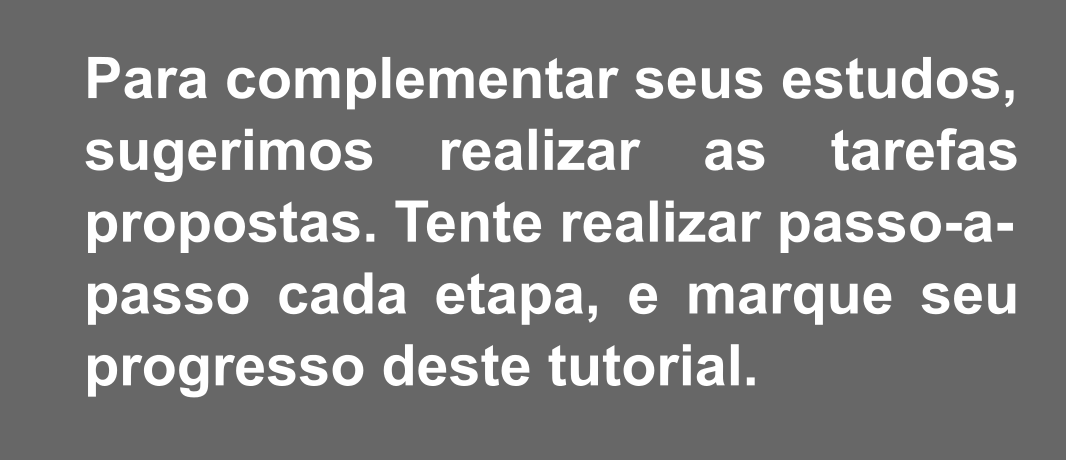 Para complementar seus estudos,
sugerimos realizar as tarefas
propostas. Tente realizar passo-a-
passo cada etapa, e marque seu
progresso deste tutorial.